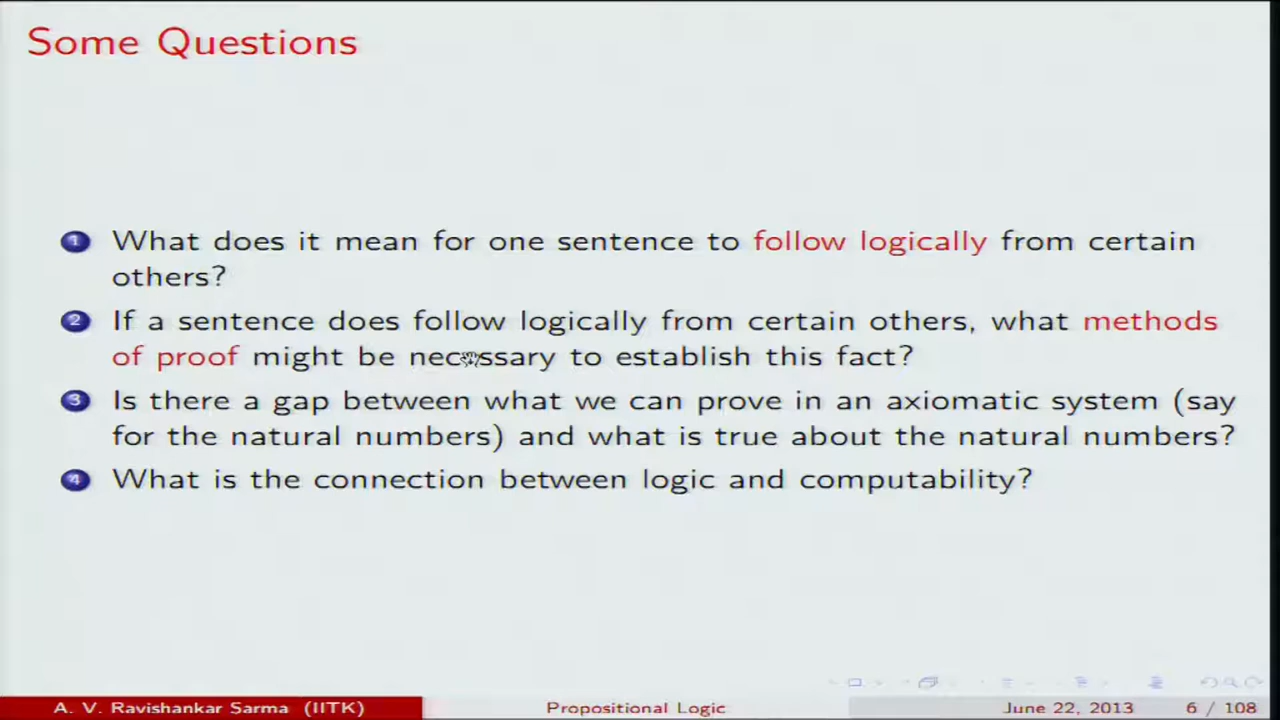 Some Questions
1 What does it mean for one sentence to follow logically from certain
others?
2 If a sentence does follow logically from certain others, what methods
of proof might be necessary to establish this fact?
3 Is there a gap between what we can prove in an axiomatic system (say
for the natural numbers) and what is true about the natural numbers?
4 What is the connection between logic and computability?
A. V. Ravishankar Sarma (IITK) Propositional Logic June 22, 2013 6 / 108